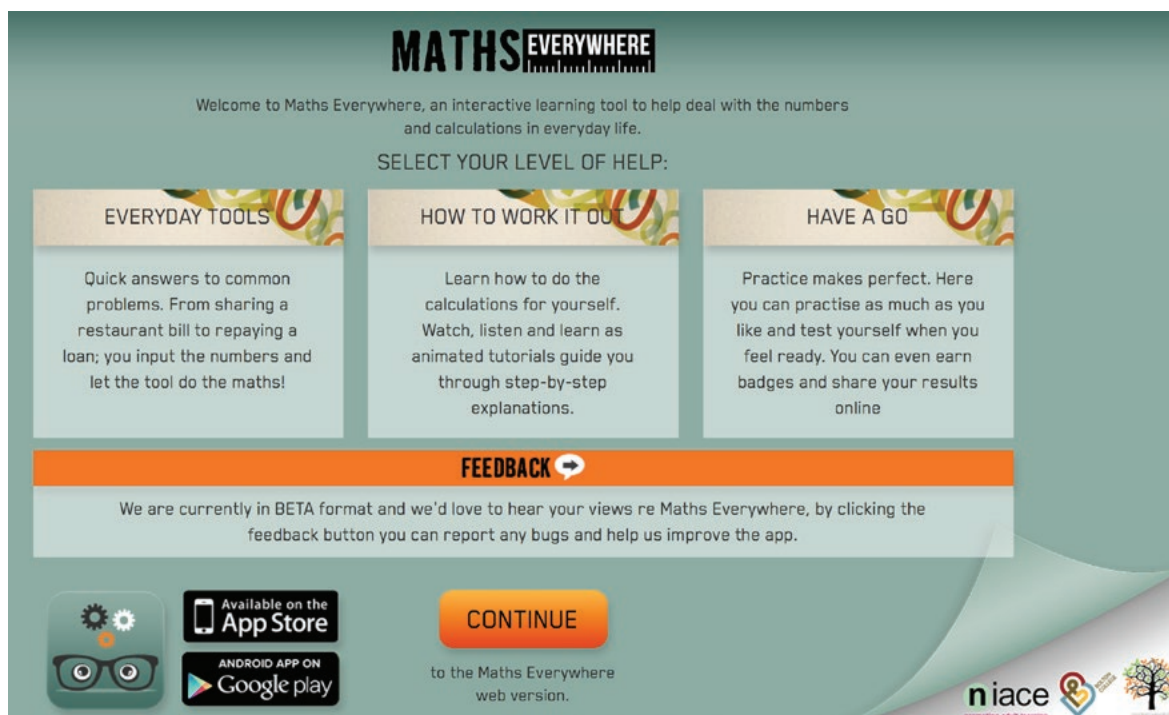 MATHS EVERYWHERE
Welcome to Maths Everywhere, an interactive learning tool to help deal with the numbers
and calculations in everyday life.
SELECT YOUR LEVEL OF HELP:
EVERYDAY TOOLS
Quick answers to common
problems. From sharing a
restaurant bill to repaying a
loan; you input the numbers and
let the tool do the maths!
HOW TO WORK IT OUT
Learn how to do the
calculations for yourself.
Watch, listen and learn as
animated tutorials guide you
through step-by-step
explanations.
HAVE A GO
Practice makes perfect. Here
you can practise as much as you
like and test yourself when you
feel ready. You can even earn
badges and share your results
online
FEEDBACK
We are currently in BETA format and we'd love to hear your views re Maths Everywhere, by clicking the
feedback button you can report any bugs and help us improve the app.
Available on the
App Store
ANDROID APP ON
Google play
CONTINUE
to the Maths Everywhere
web version.
niace
BOLTON
COLLEGE